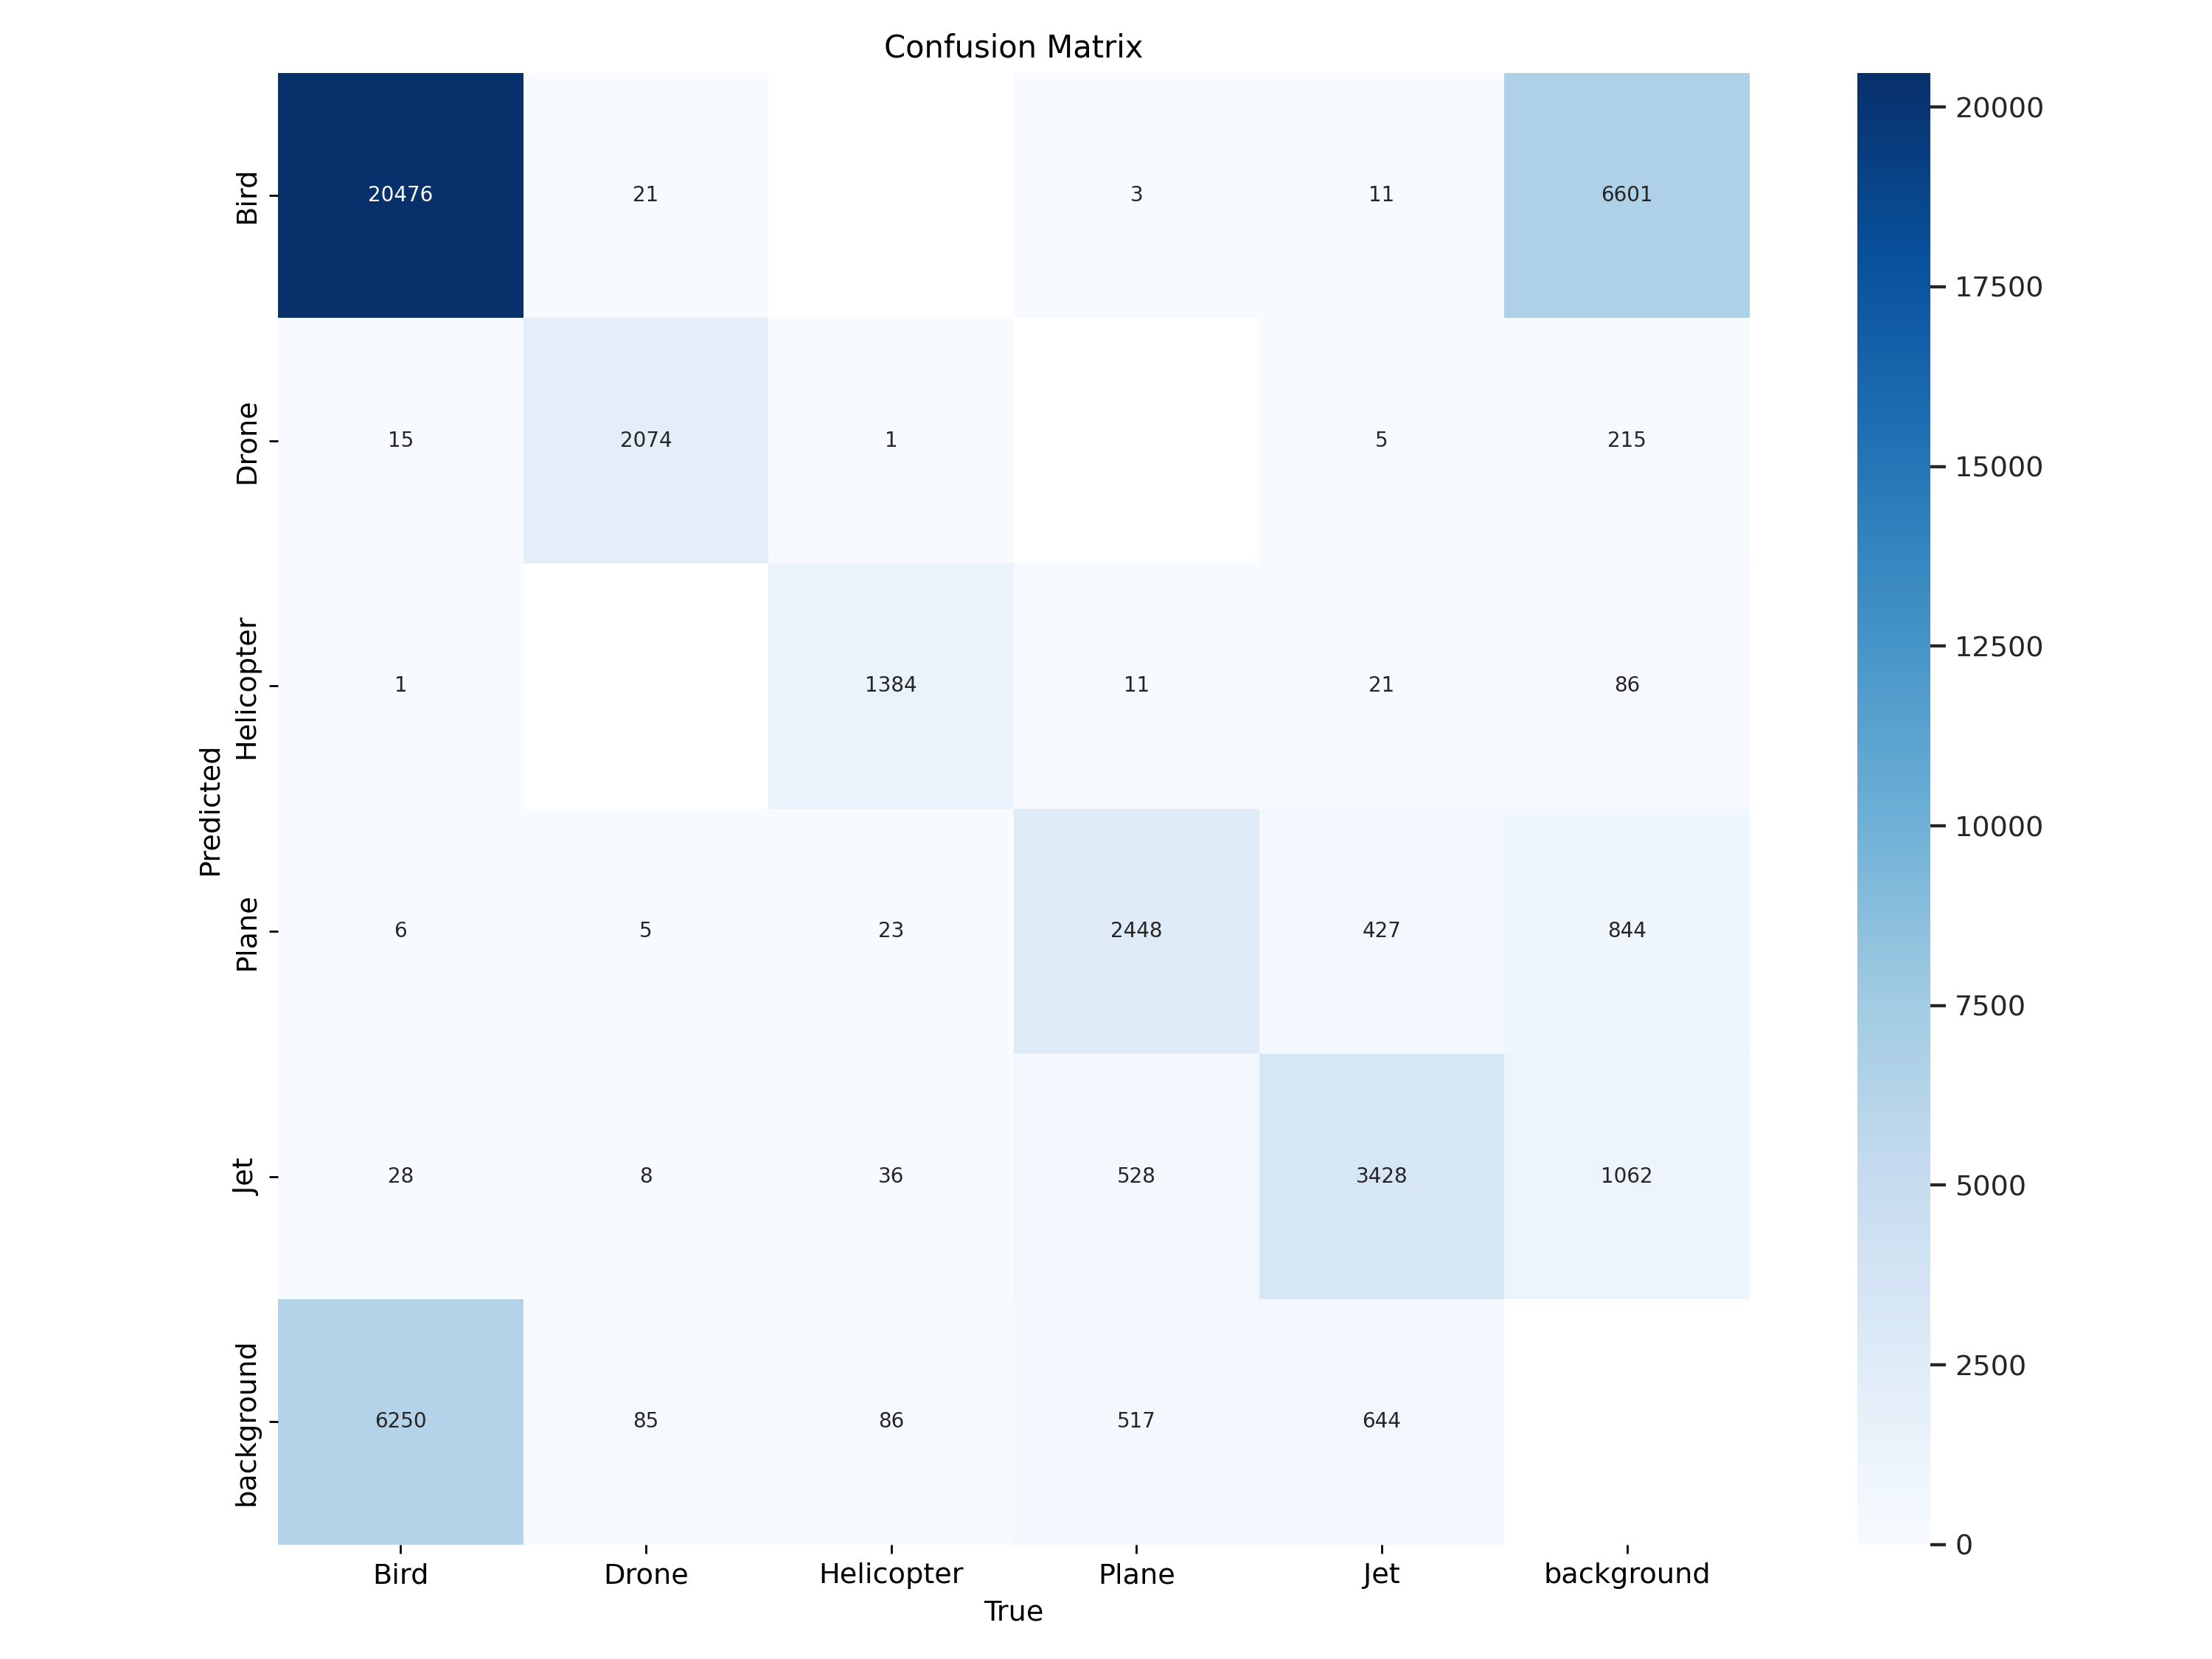 Confusion Matrix
Predicted
Bird
20476 21 3 11 6601
Drone
15 2074 1 5 215
Helicopter
1 1384 11 21 86
Plane
6 5 23 2448 427 844
Jet
28 8 36 528 3428 1062
background
6250 85 86 517 644
Bird Drone Helicopter Plane Jet background
True
20000
17500
15000
12500
10000
7500
5000
2500
0